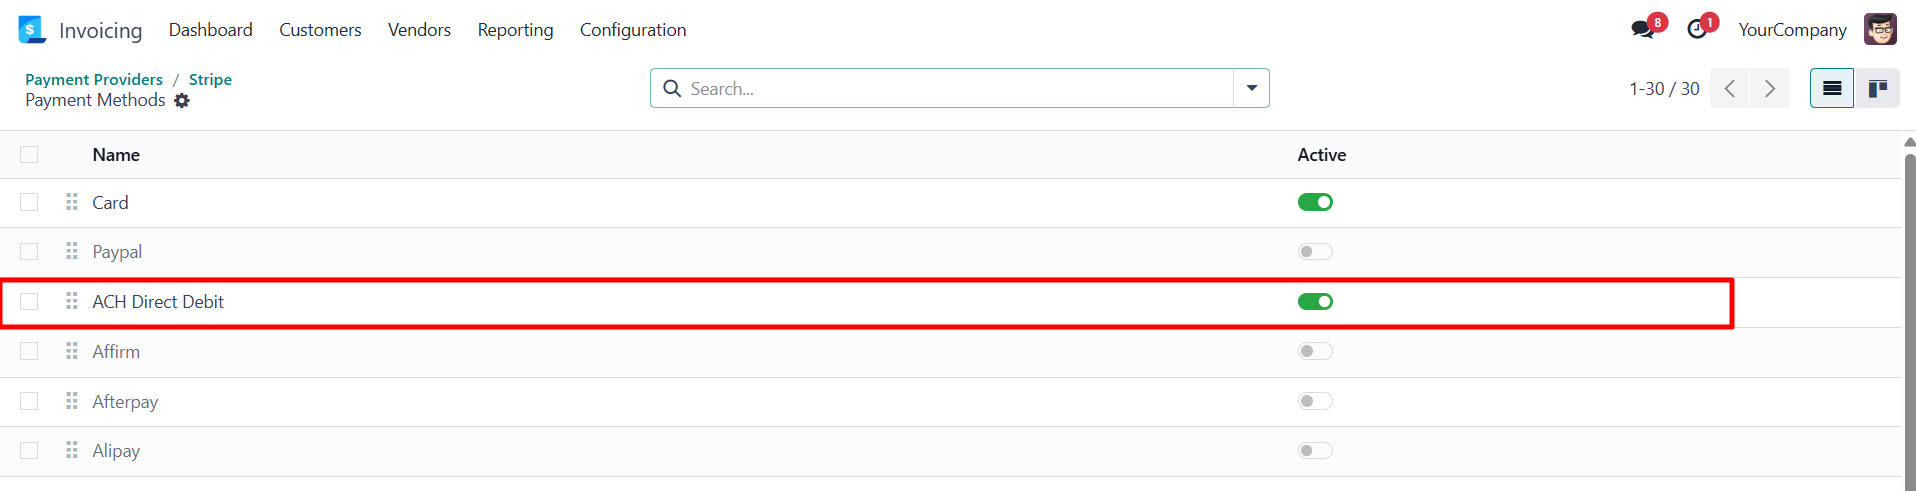 Invoicing Dashboard Customers Vendors Reporting Configuration 8 1 YourCompany
Payment Providers / Stripe
Payment Methods
Search...
1-30 / 30
Name Active
Card
Paypal
ACH Direct Debit
Affirm
Afterpay
Alipay